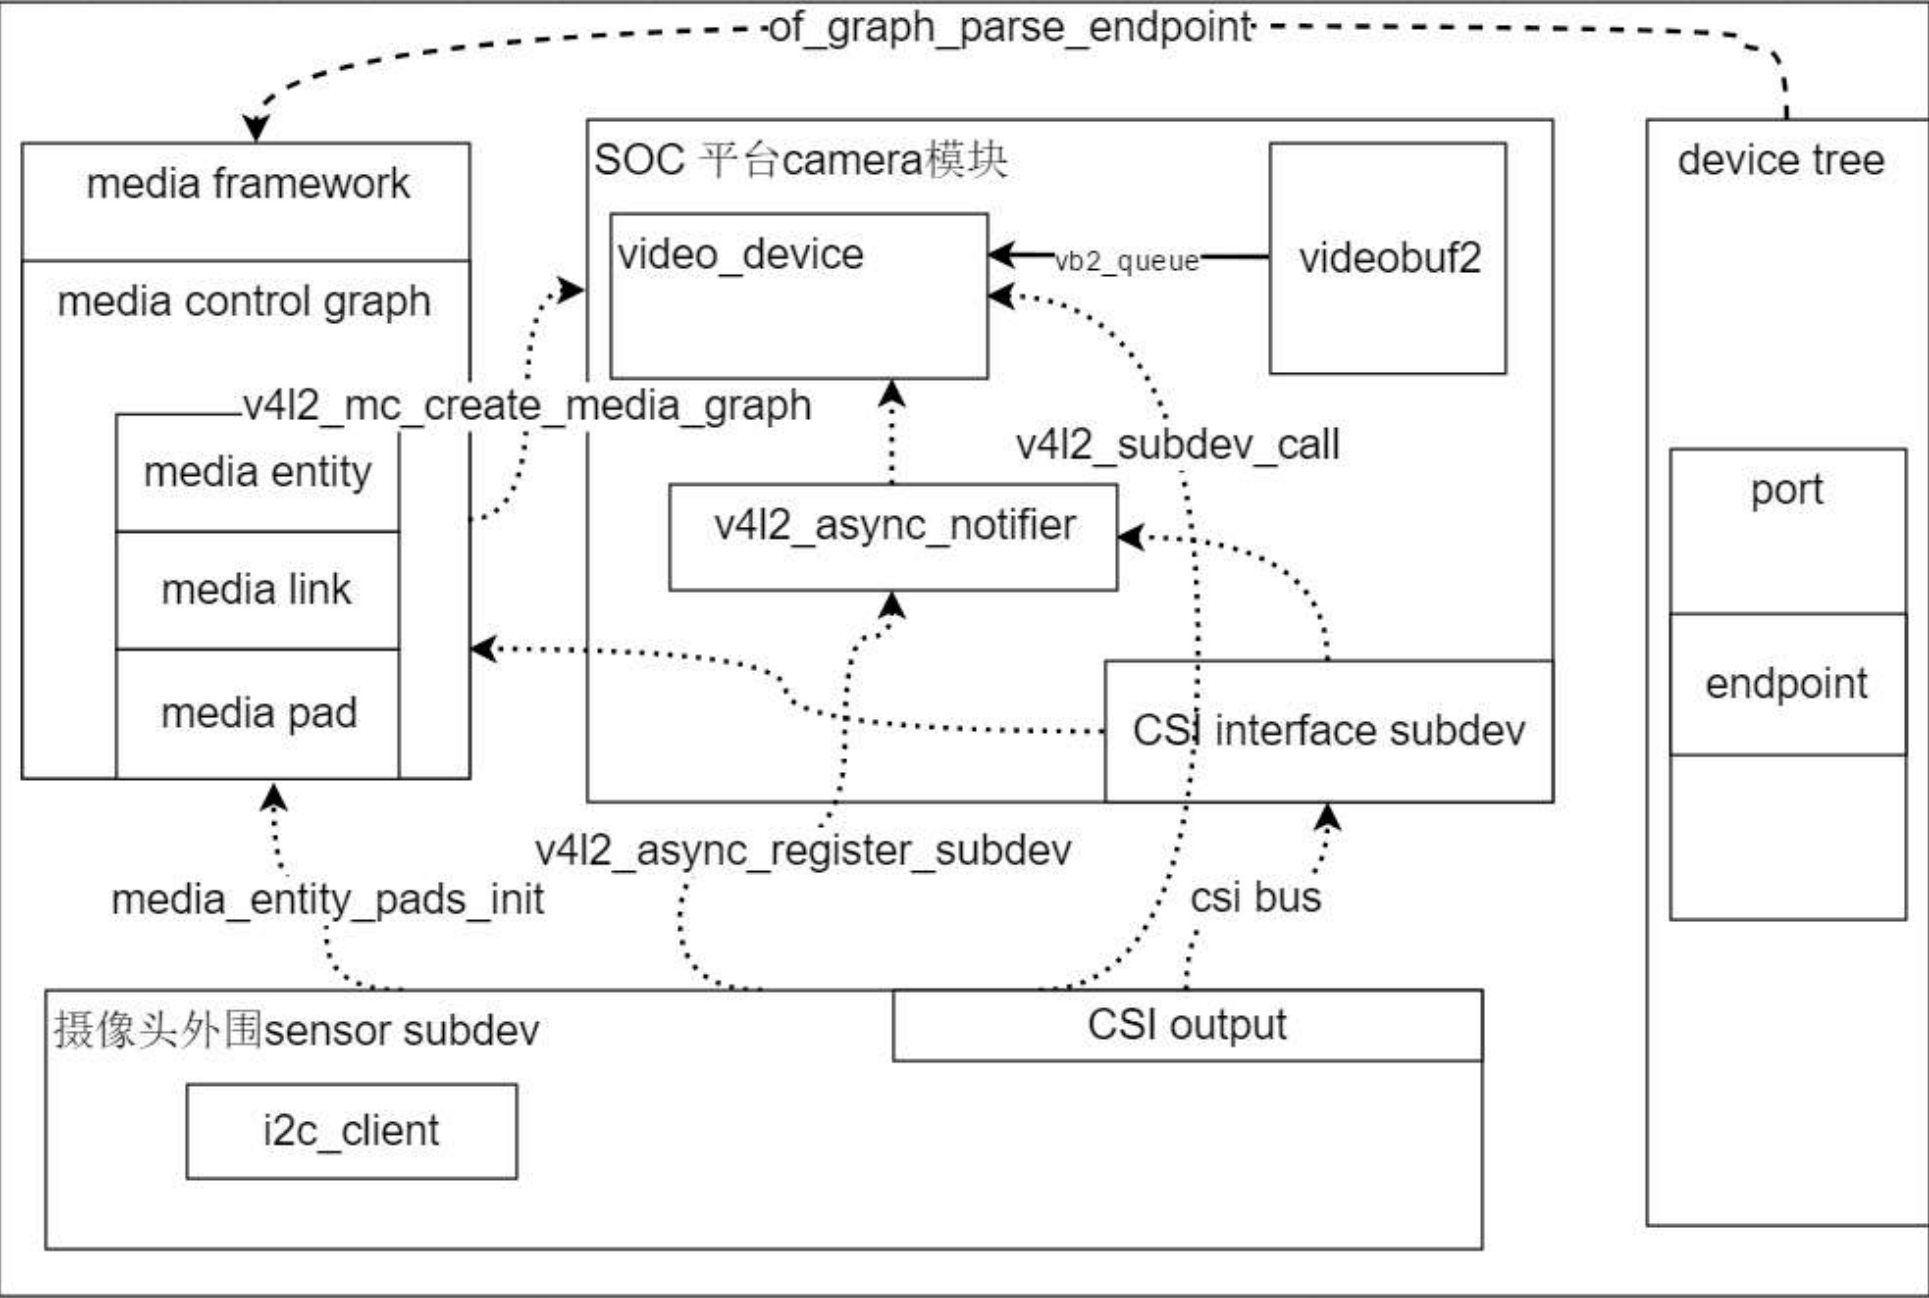 of_graph_parse_endpoint
media framework
media control graph
v4l2_mc_create_media_graph
media entity
media link
media pad
SOC 平台camera模块
video_device
vb2_queue
videobuf2
v4l2_subdev_call
v4l2_async_notifier
CSI interface subdev
device tree
port
endpoint
v4l2_async_register_subdev
media_entity_pads_init
csi bus
摄像头外围sensor subdev
CSI output
i2c_client